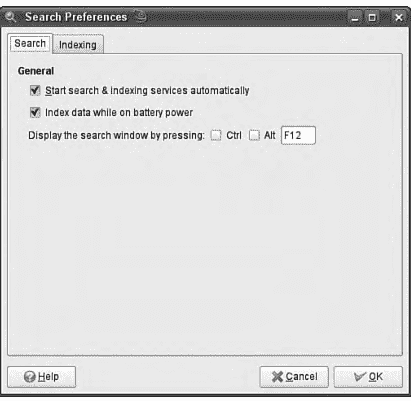 Search Preferences
Search Indexing
General
Start search & indexing services automatically
Index data while on battery power
Display the search window by pressing: Ctrl Alt F12
Help Cancel OK